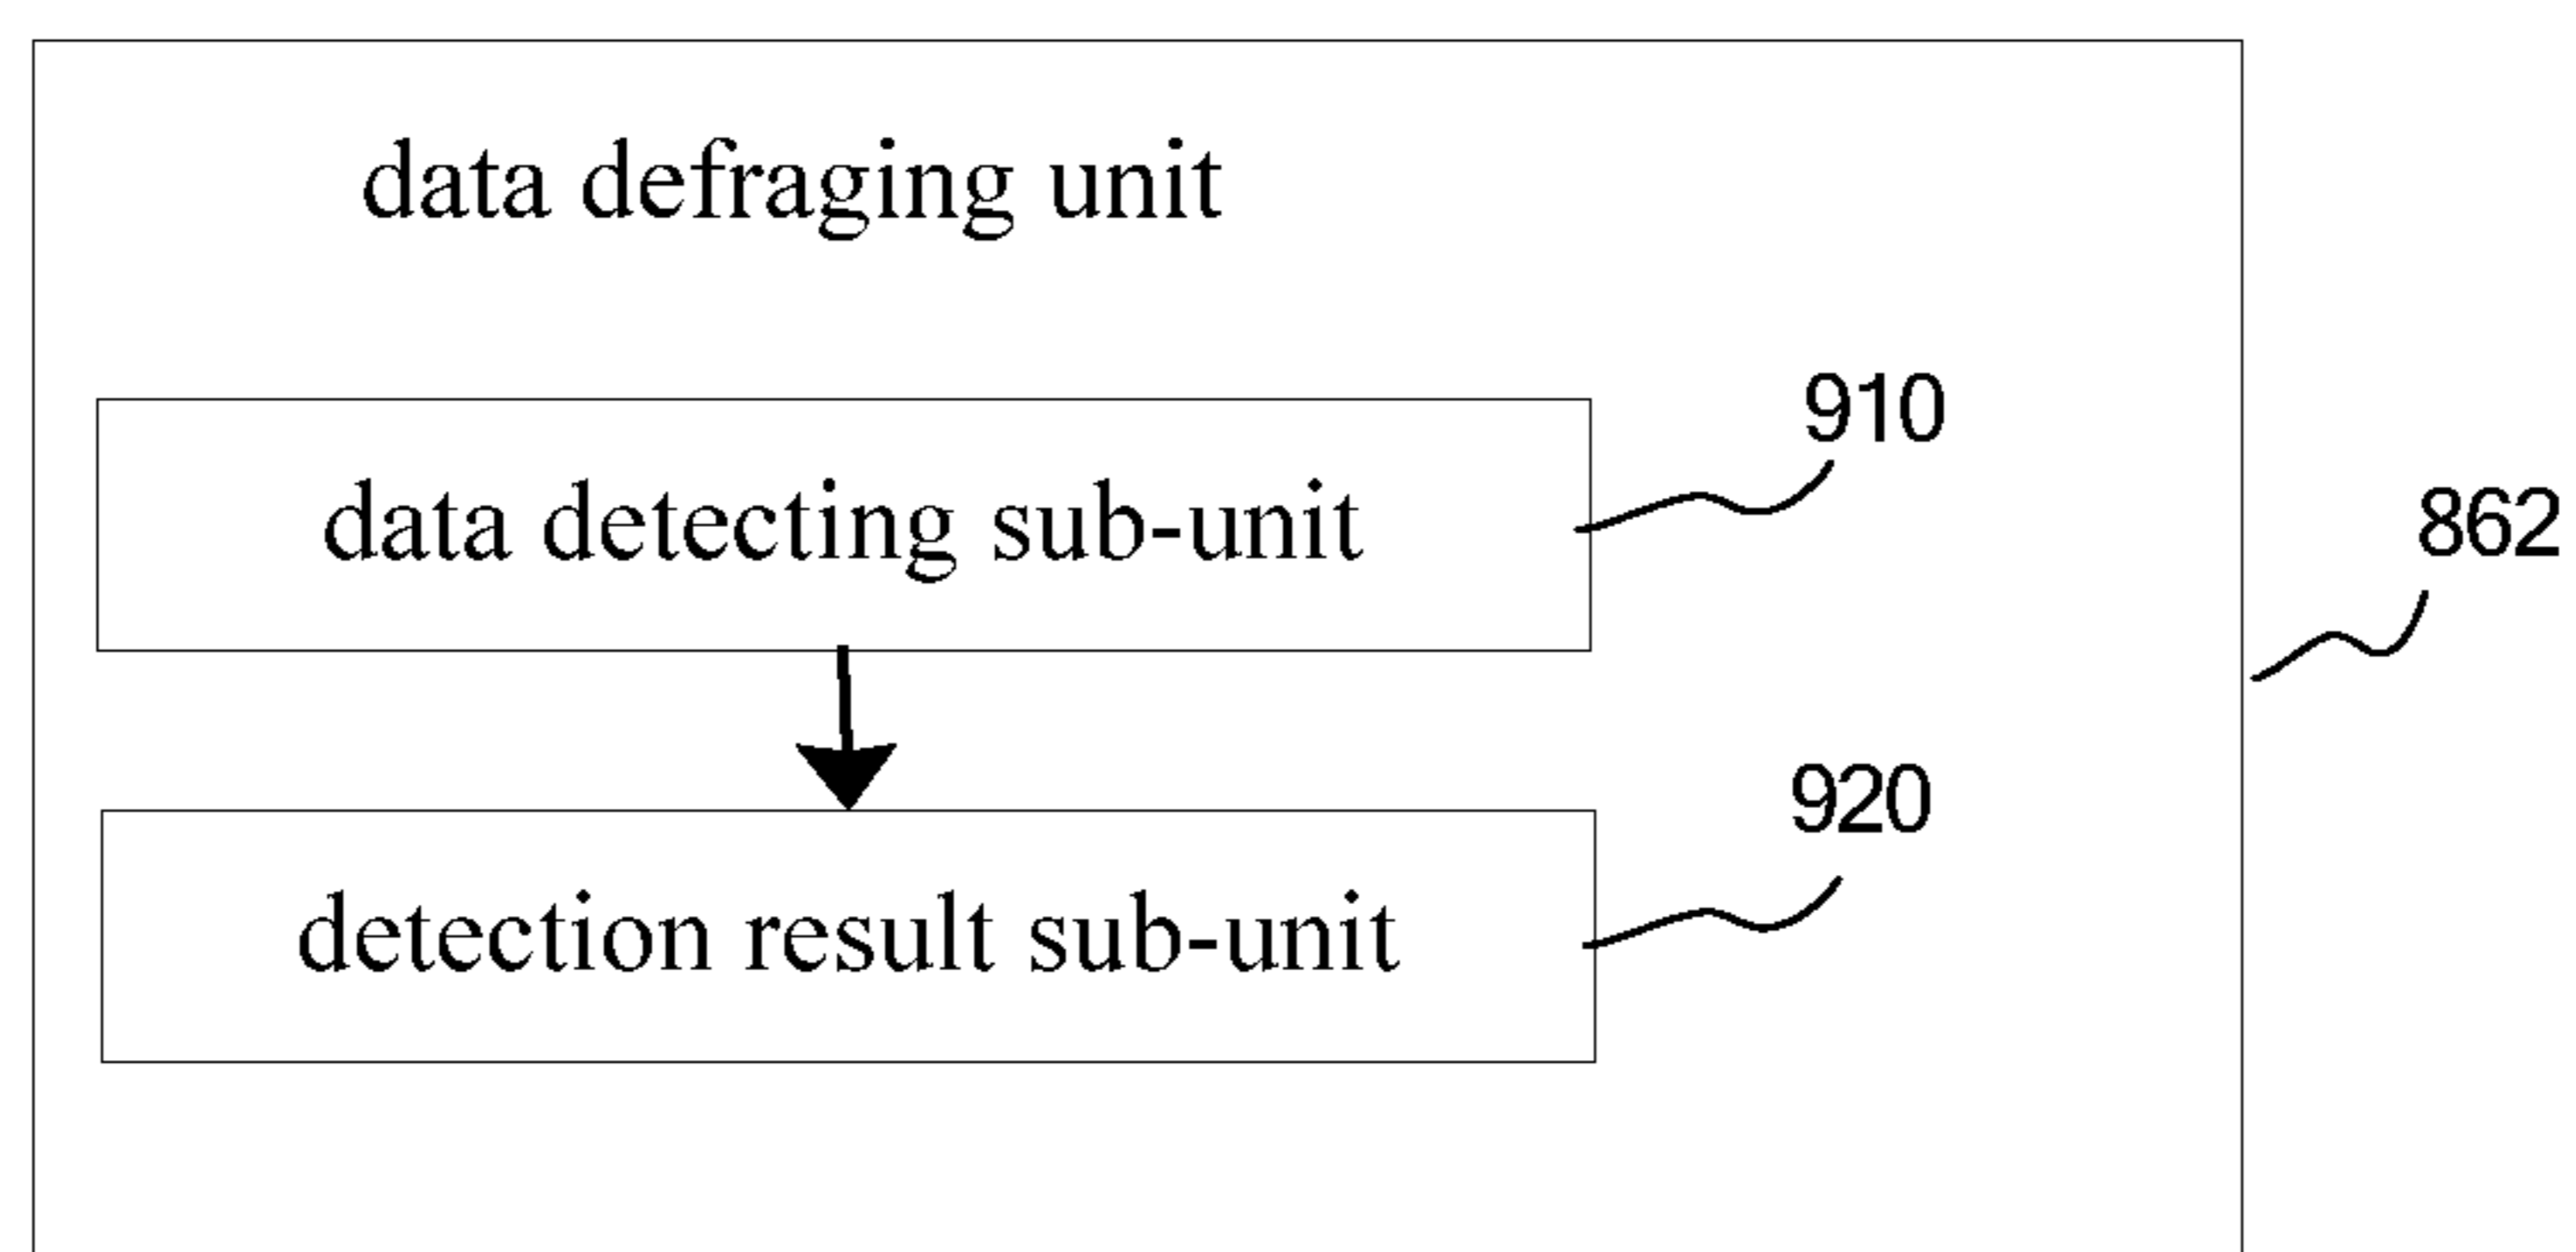 data defraging unit
910
data detecting sub-unit
862
920
detection result sub-unit